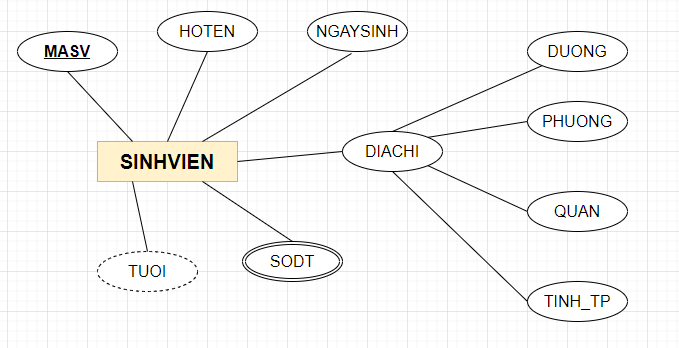 MASV
HOTEN
NGAYSINH
DUONG
PHUONG
SINHVIEN
DIACHI
QUAN
TUOI
SODT
TINH_TP